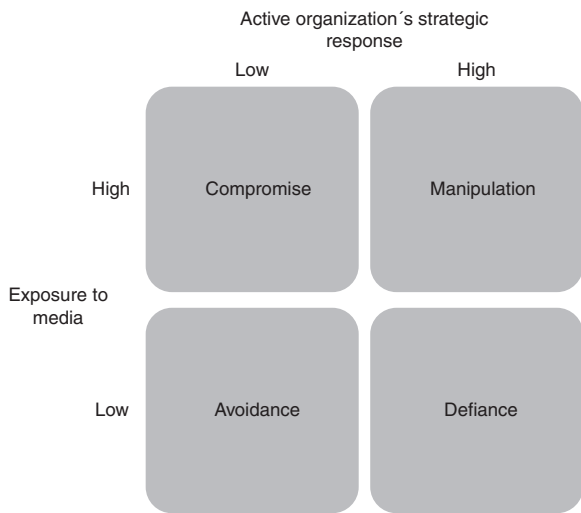 Active organization´s strategic
response
Low High
High Compromise Manipulation
Exposure to
media
Low Avoidance Defiance